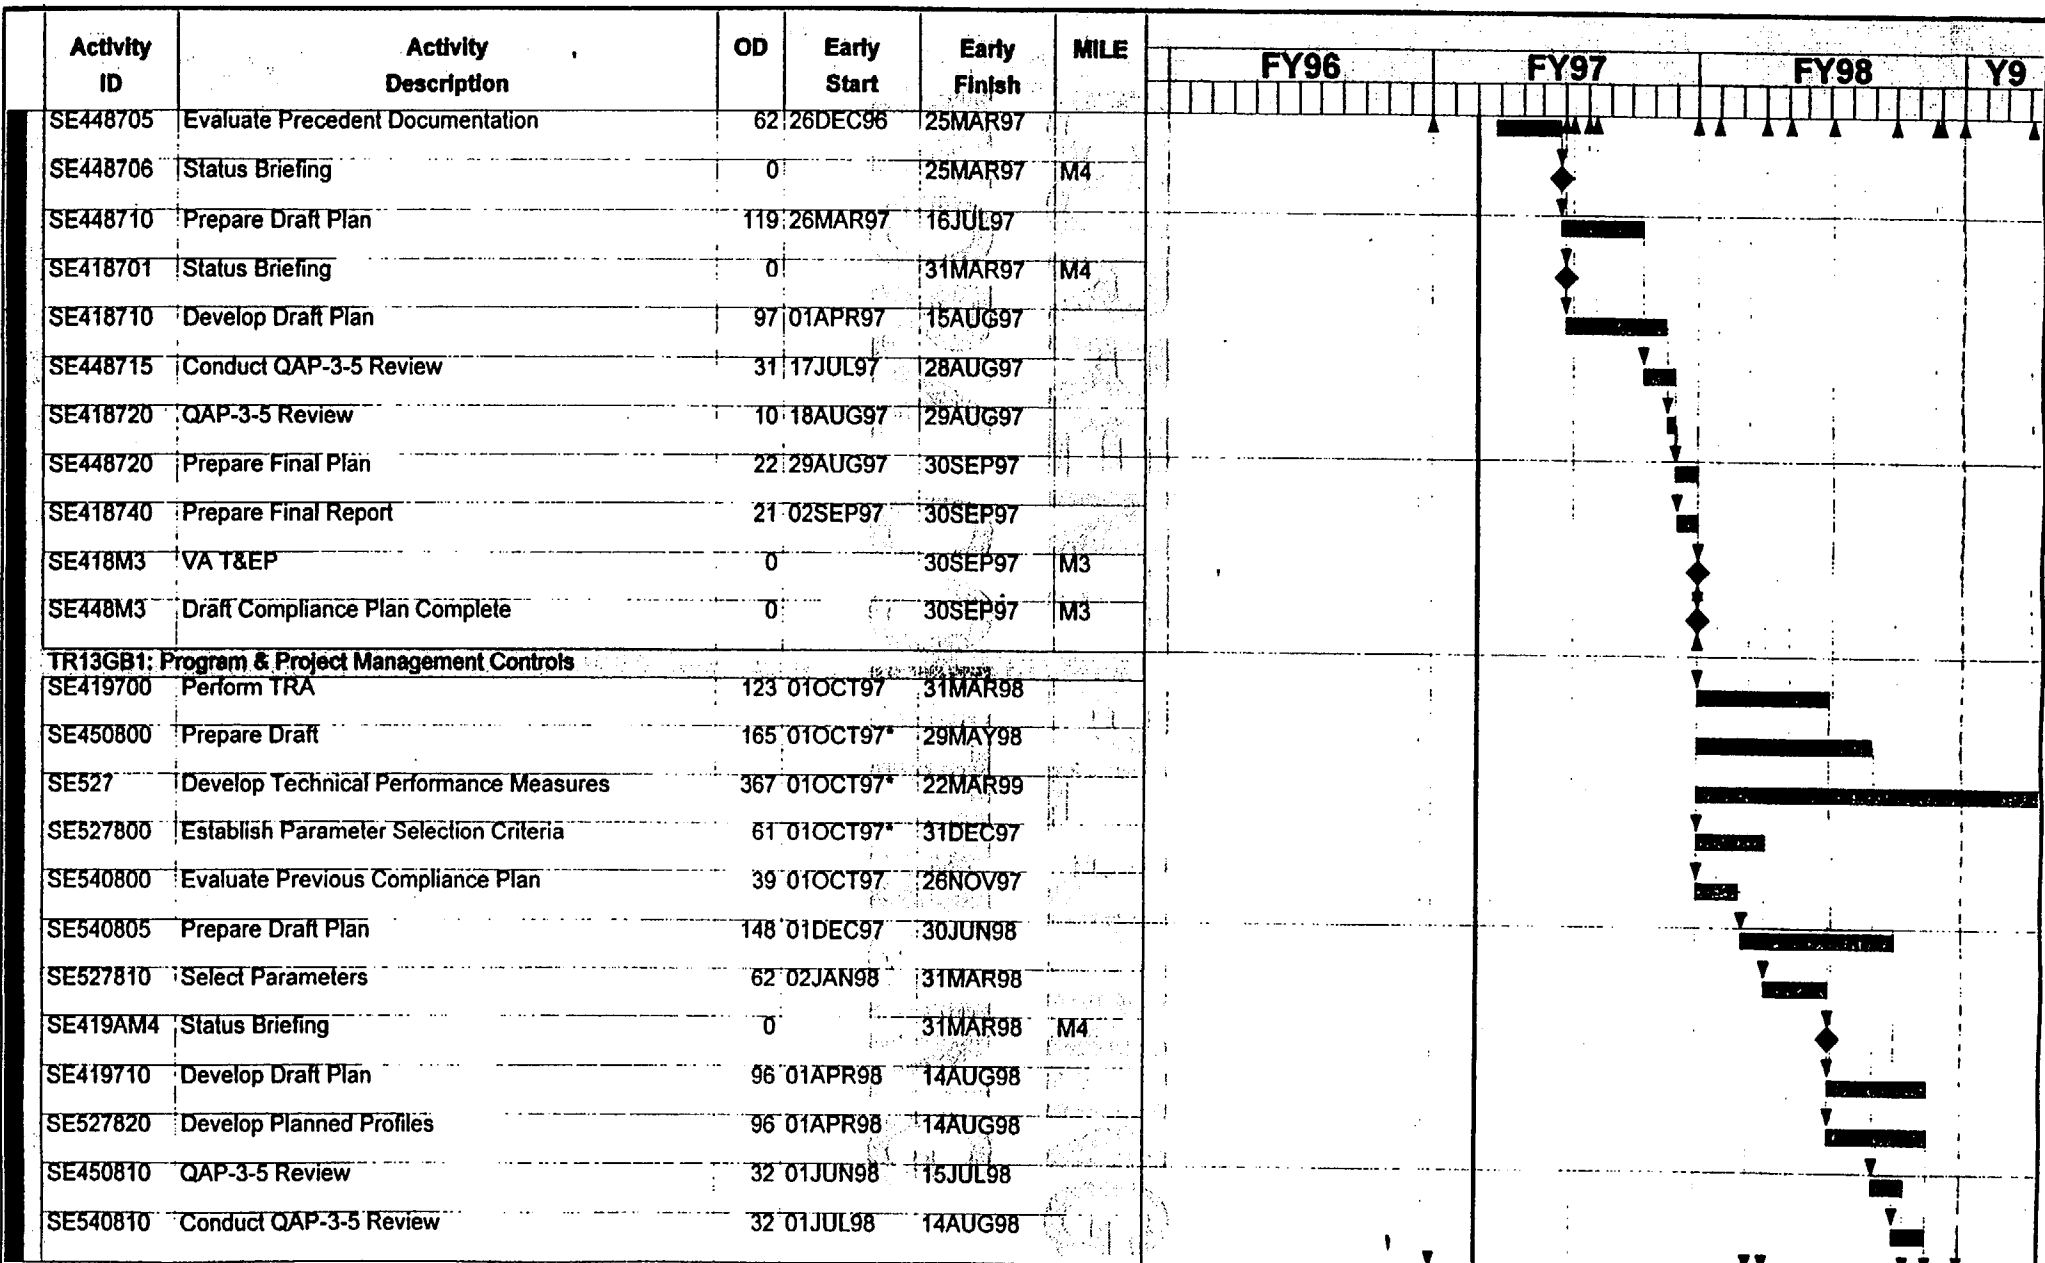 Activity ID Activity Description OD Early Start Early Finish MILE FY96 FY97 FY98 Y9
SE448705 Evaluate Precedent Documentation 62 26DEC96 25MAR97
SE448706 Status Briefing 0 25MAR97 M4
SE448710 Prepare Draft Plan 119 26MAR97 16JUL97
SE418701 Status Briefing 0 31MAR97 M4
SE418710 Develop Draft Plan 97 01APR97 15AUG97
SE448715 Conduct QAP-3-5 Review 31 17JUL97 28AUG97
SE418720 QAP-3-5 Review 10 18AUG97 29AUG97
SE448720 Prepare Final Plan 22 29AUG97 30SEP97
SE418740 Prepare Final Report 21 02SEP97 30SEP97
SE418M3 VA T&EP 0 30SEP97 M3
SE448M3 Draft Compliance Plan Complete 0 30SEP97 M3
TR13GB1: Program & Project Management Controls
SE419700 Perform TRA 123 01OCT97 31MAR98
SE450800 Prepare Draft 165 01OCT97* 29MAY98
SE527 Develop Technical Performance Measures 367 01OCT97* 22MAR99
SE527800 Establish Parameter Selection Criteria 61 01OCT97* 31DEC97
SE540800 Evaluate Previous Compliance Plan 39 01OCT97 26NOV97
SE540805 Prepare Draft Plan 148 01DEC97 30JUN98
SE527810 Select Parameters 62 02JAN98 31MAR98
SE419AM4 Status Briefing 0 31MAR98 M4
SE419710 Develop Draft Plan 96 01APR98 14AUG98
SE527820 Develop Planned Profiles 96 01APR98 14AUG98
SE450810 QAP-3-5 Review 32 01JUN98 15JUL98
SE540810 Conduct QAP-3-5 Review 32 01JUL98 14AUG98